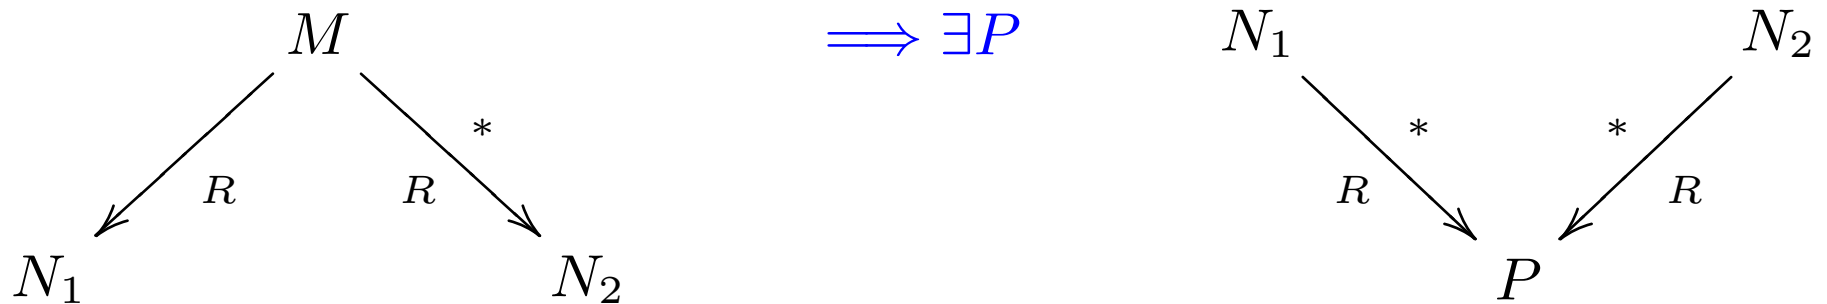 M ⟹ ∃P N₁ N₂
* * *
R R R R
N₁ N₂ P